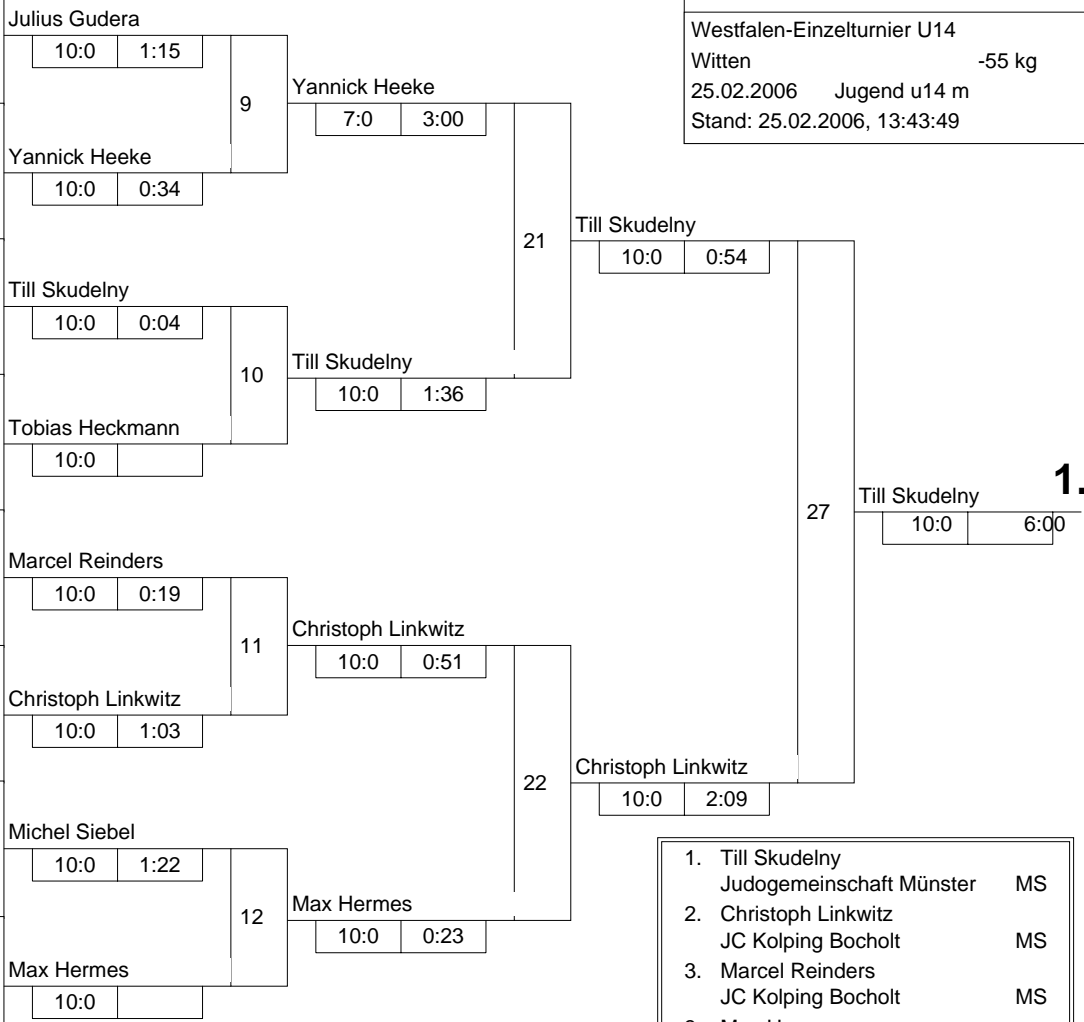 Julius Gudera
10:0 1:15
9
Yannick Heeke
10:0 0:34
Till Skudelny
10:0 0:04
10
Tobias Heckmann
10:0
Marcel Reinders
10:0 0:19
11
Christoph Linkwitz
10:0 1:03
Michel Siebel
10:0 1:22
12
Max Hermes
10:0
Yannick Heeke
7:0 3:00
21
Till Skudelny
10:0 1:36
Christoph Linkwitz
10:0 0:51
22
Max Hermes
10:0 0:23
Till Skudelny
10:0 0:54
27
Christoph Linkwitz
10:0 2:09
Till Skudelny 1.
10:0 6:00
Westfalen-Einzelturnier U14
Witten -55 kg
25.02.2006 Jugend u14 m
Stand: 25.02.2006, 13:43:49
1. Till Skudelny
Judogemeinschaft Münster MS
2. Christoph Linkwitz
JC Kolping Bocholt MS
3. Marcel Reinders
JC Kolping Bocholt MS